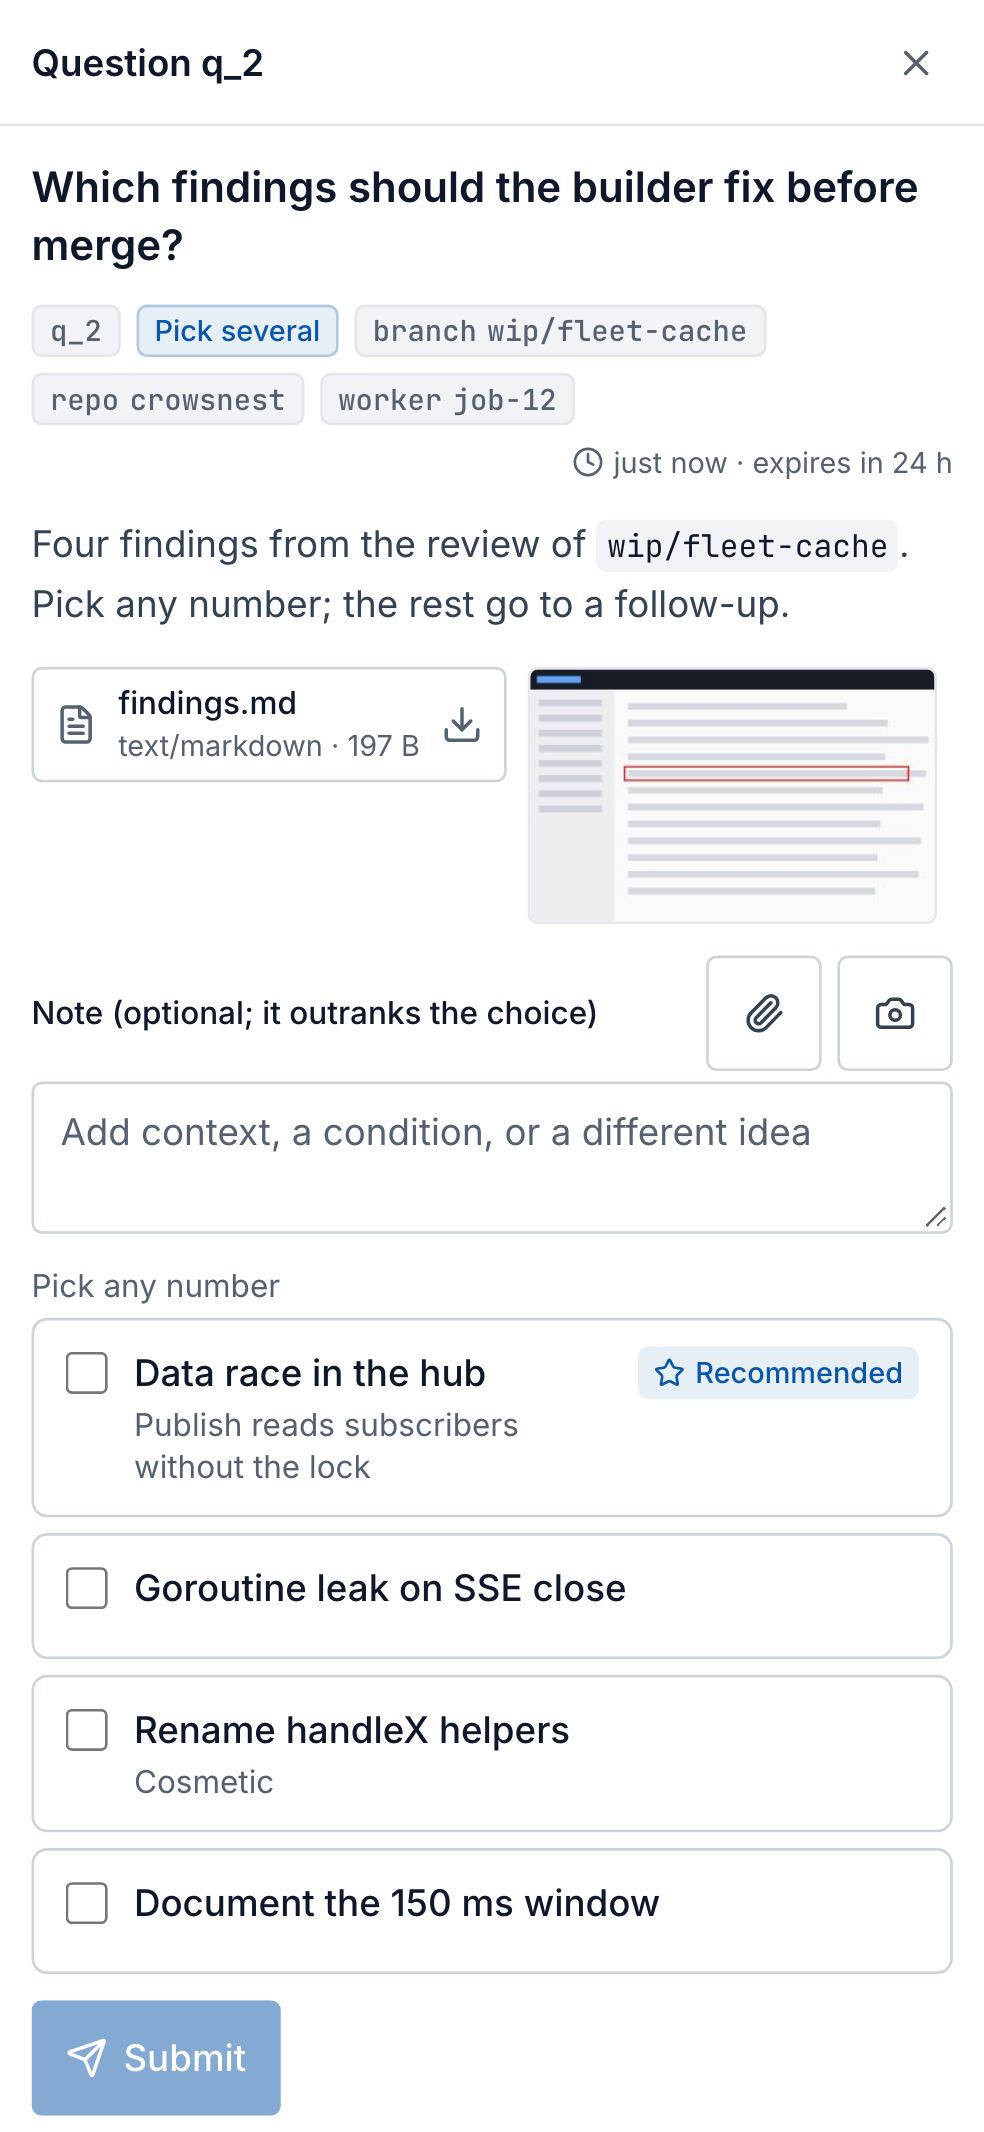 Question q_2
Which findings should the builder fix before
merge?
q_2
Pick several
branch wip/fleet-cache
repo crowsnest
worker job-12
just now · expires in 24 h
Four findings from the review of wip/fleet-cache.
Pick any number; the rest go to a follow-up.
findings.md
text/markdown · 197 B
Note (optional; it outranks the choice)
Add context, a condition, or a different idea
Pick any number
Data race in the hub
Recommended
Publish reads subscribers
without the lock
Goroutine leak on SSE close
Rename handleX helpers
Cosmetic
Document the 150 ms window
Submit